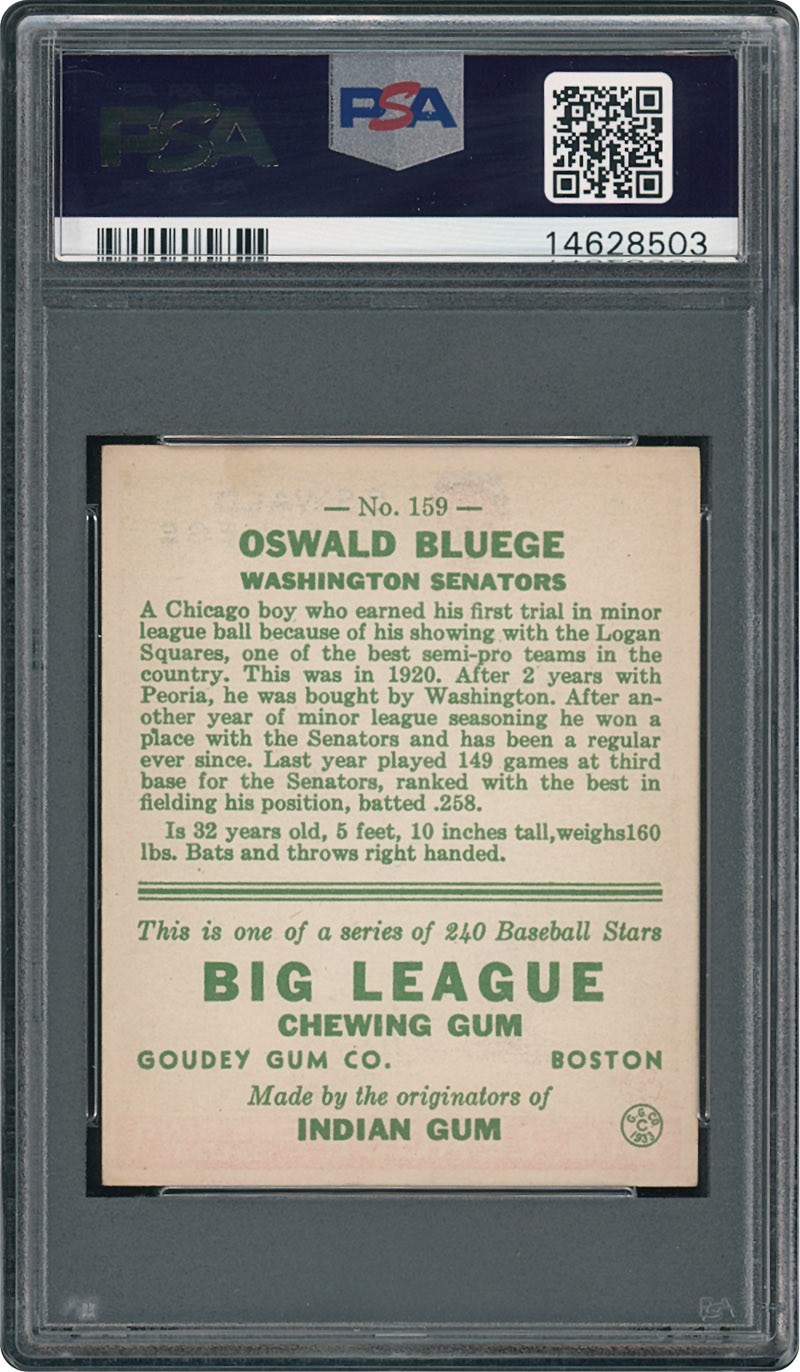 PSA
PSA
14628503
— No. 159 —
OSWALD BLUEGE
WASHINGTON SENATORS
A Chicago boy who earned his first trial in minor
league ball because of his showing with the Logan
Squares, one of the best semi-pro teams in the
country. This was in 1920. After 2 years with
Peoria, he was bought by Washington. After an-
other year of minor league seasoning he won a
place with the Senators and has been a regular
ever since. Last year played 149 games at third
base for the Senators, ranked with the best in
fielding his position, batted .258.
Is 32 years old, 5 feet, 10 inches tall,weighs160
lbs. Bats and throws right handed.
This is one of a series of 240 Baseball Stars
BIG LEAGUE
CHEWING GUM
GOUDEY GUM CO. BOSTON
Made by the originators of
INDIAN GUM
G.G.CO.
C
1933
PSA